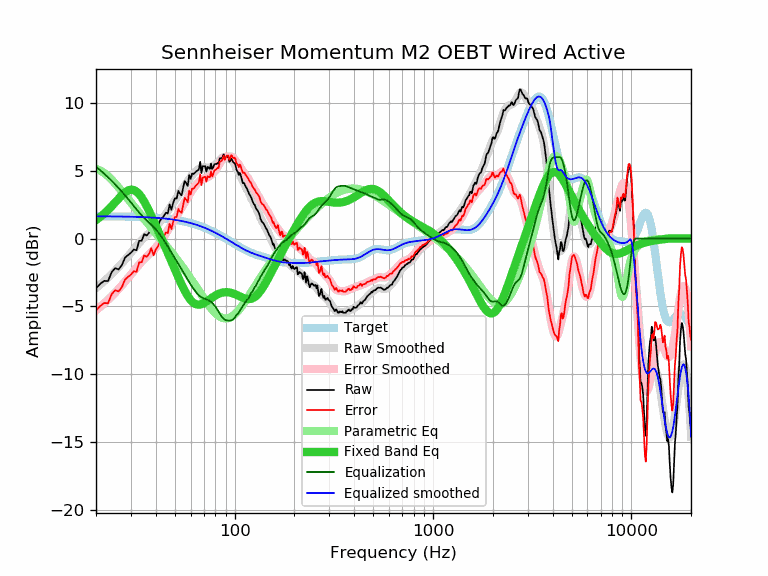 Sennheiser Momentum M2 OEBT Wired Active
Amplitude (dBr)
10
5
0
−5
−10
−15
−20
Target
Raw Smoothed
Error Smoothed
Raw
Error
Parametric Eq
Fixed Band Eq
Equalization
Equalized smoothed
100 1000 10000
Frequency (Hz)